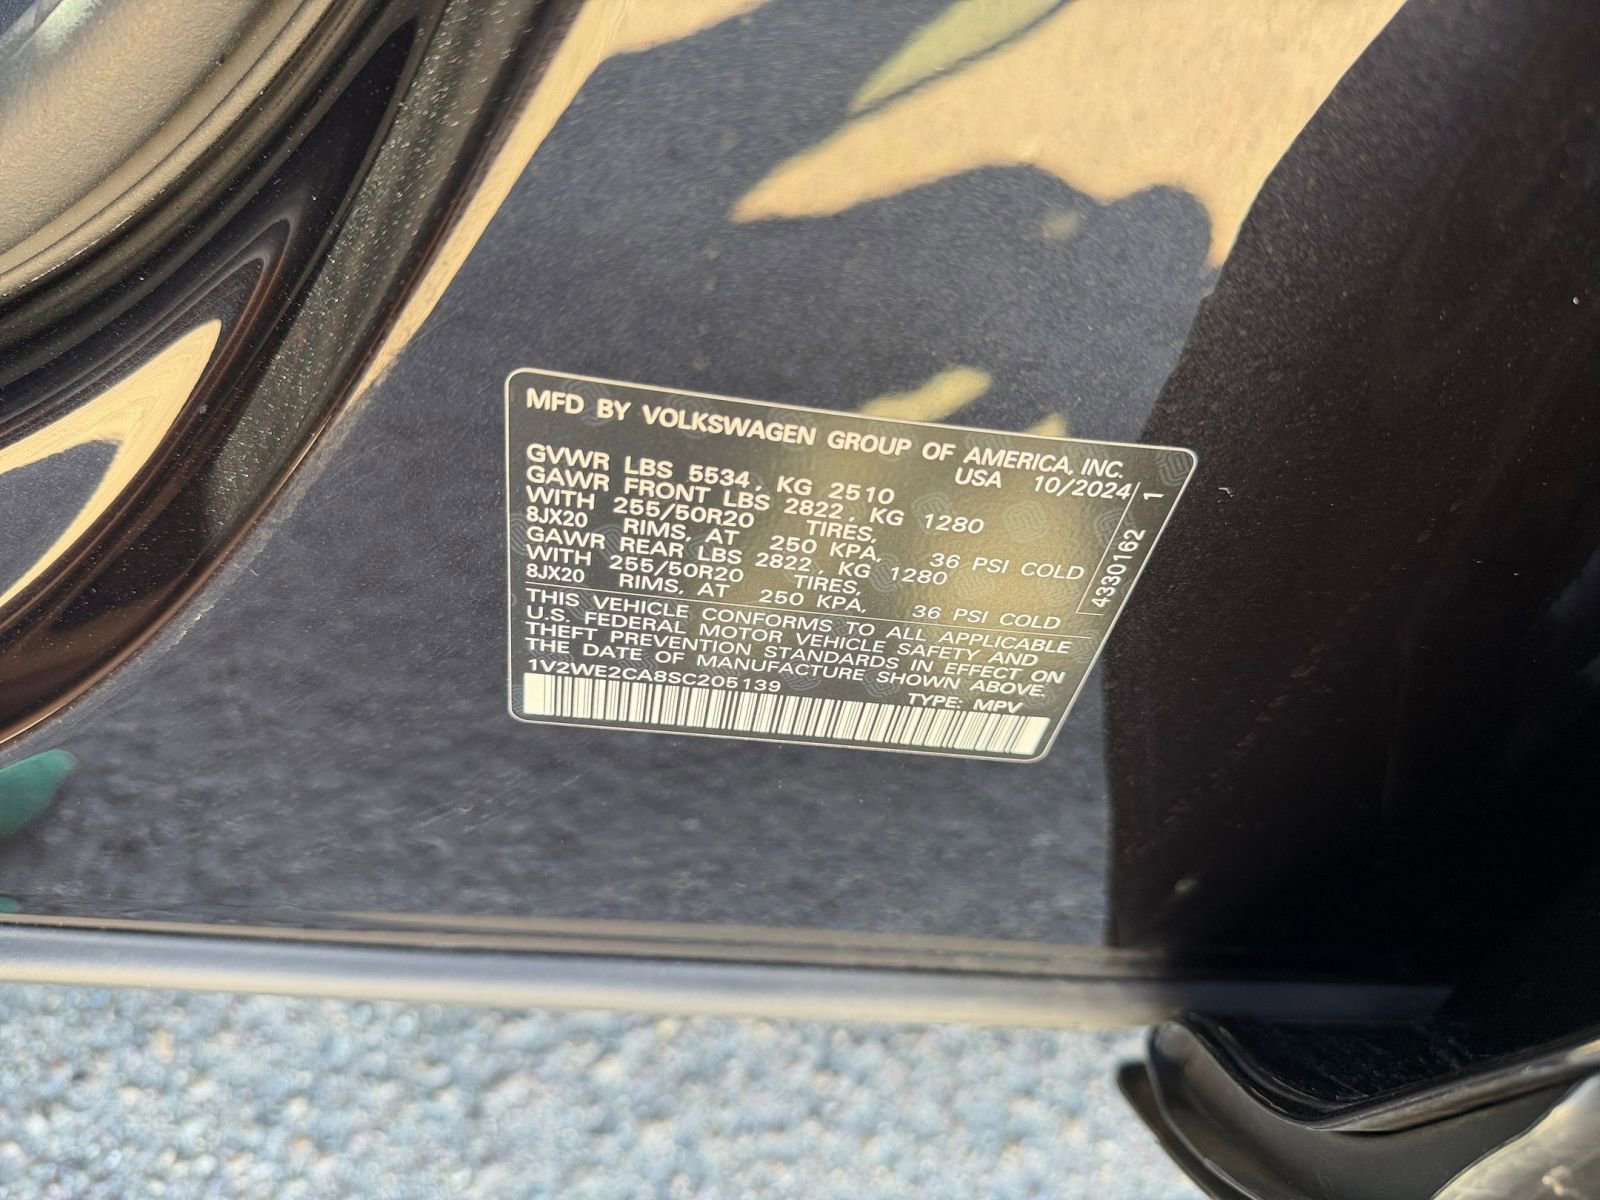 MFD BY VOLKSWAGEN GROUP OF AMERICA, INC.
USA 10/2024 1
GVWR LBS 5534, KG 2510
GAWR FRONT LBS 2822, KG 1280
WITH 255/50R20 TIRES,
8JX20 RIMS, AT 250 KPA, 36 PSI COLD
GAWR REAR LBS 2822, KG 1280
WITH 255/50R20 TIRES,
8JX20 RIMS, AT 250 KPA, 36 PSI COLD
4330162
THIS VEHICLE CONFORMS TO ALL APPLICABLE
U.S. FEDERAL MOTOR VEHICLE SAFETY AND
THEFT PREVENTION STANDARDS IN EFFECT ON
THE DATE OF MANUFACTURE SHOWN ABOVE.
1V2WE2CA8SC205139 TYPE: MPV